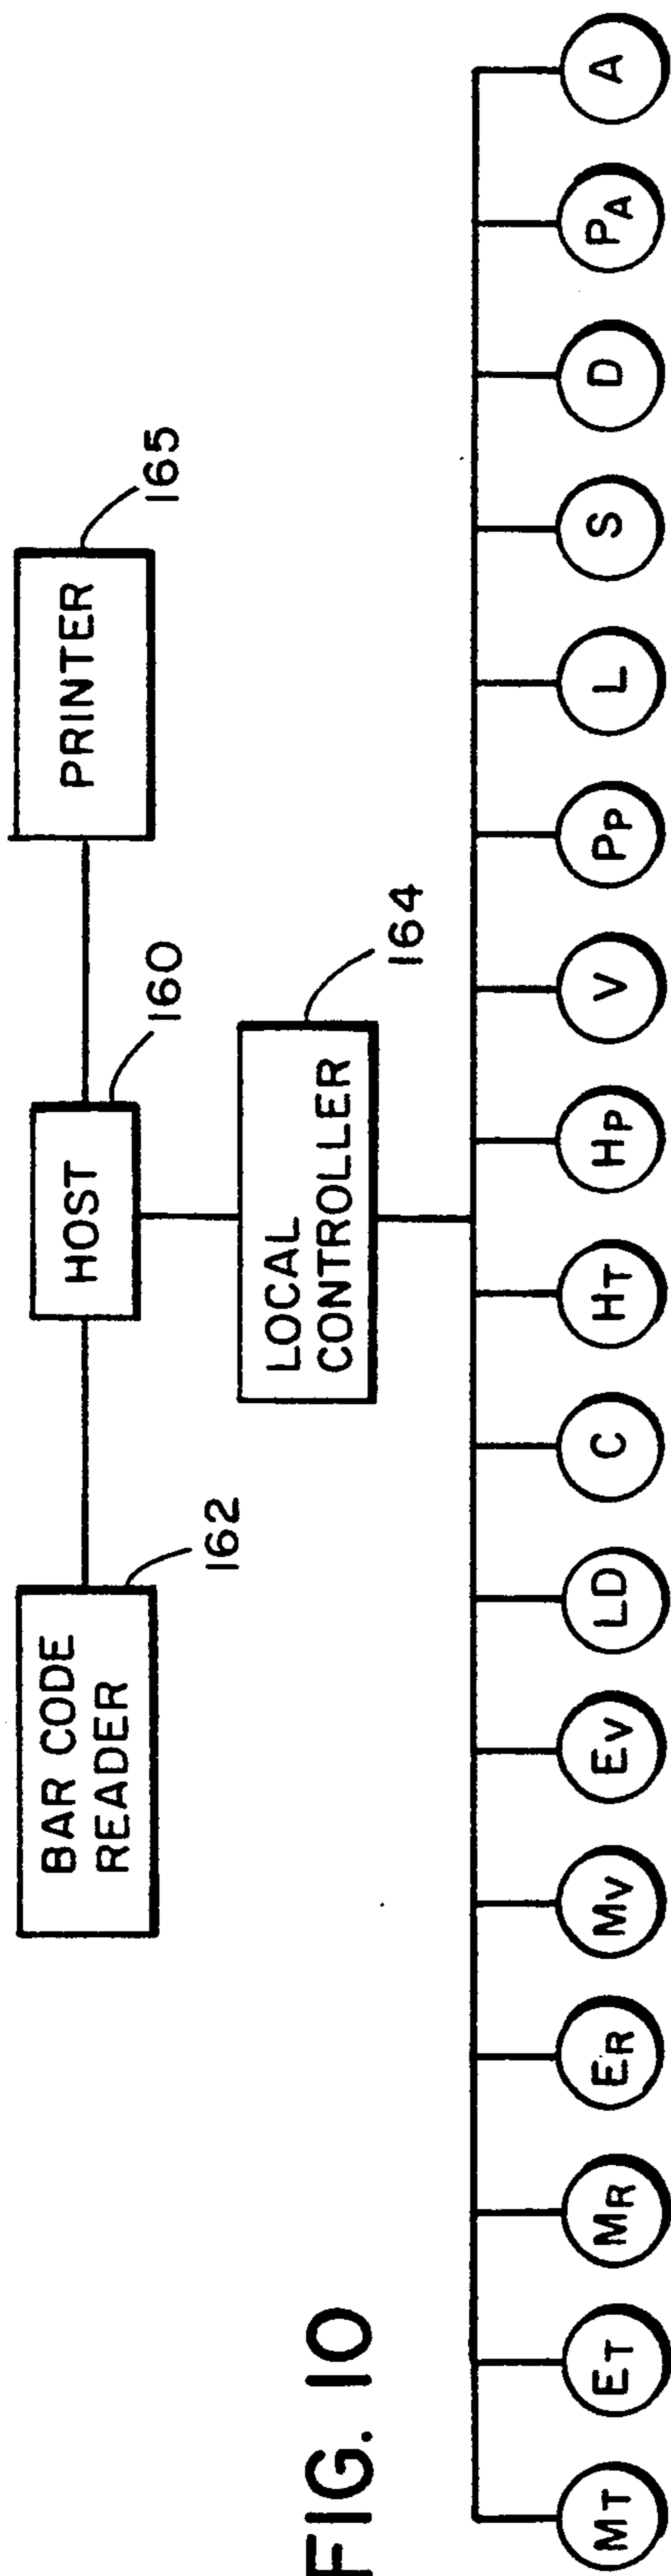 BAR CODE
READER
162
HOST
160
PRINTER
165
LOCAL
CONTROLLER
164
FIG. 10
MT
ET
MR
ER
MV
EV
LD
C
HT
HP
V
PP
L
S
D
PA
A